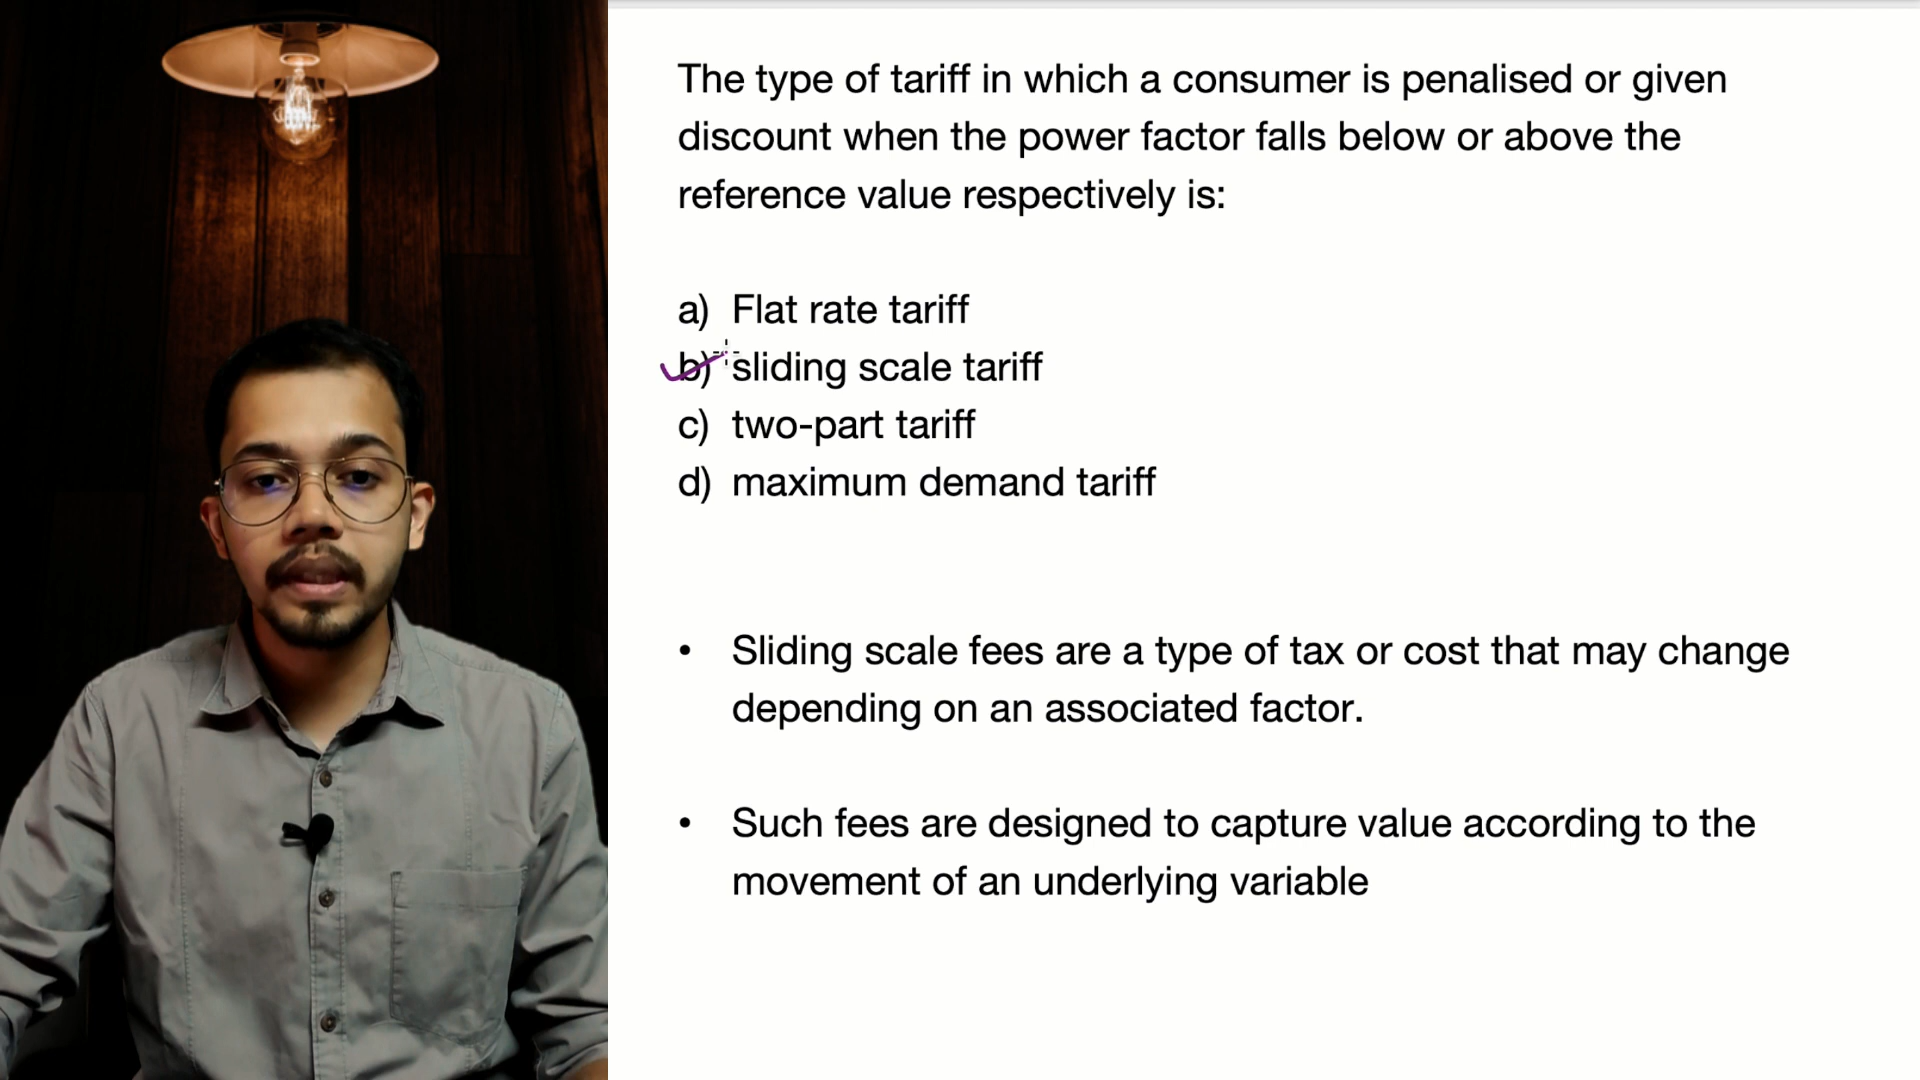 The type of tariff in which a consumer is penalised or given
discount when the power factor falls below or above the
reference value respectively is:
a) Flat rate tariff
b) sliding scale tariff
c) two-part tariff
d) maximum demand tariff
• Sliding scale fees are a type of tax or cost that may change
depending on an associated factor.
• Such fees are designed to capture value according to the
movement of an underlying variable